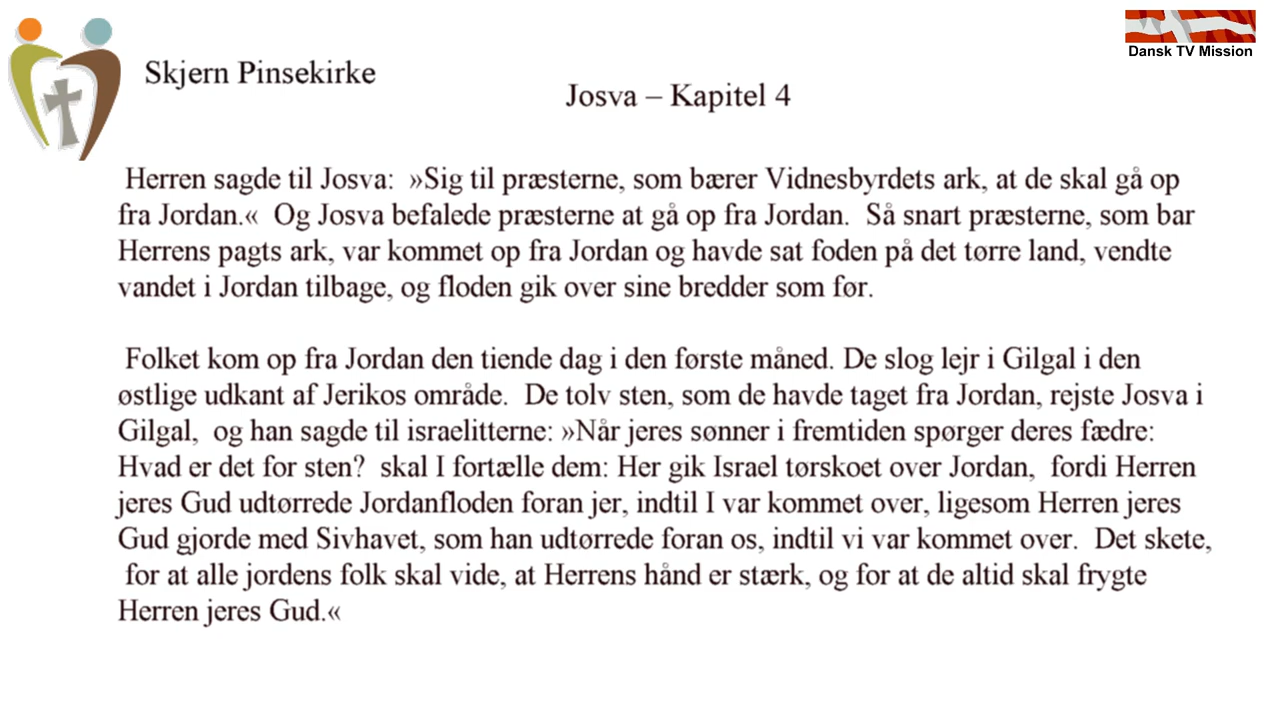 Dansk TV Mission
Skjern Pinsekirke
Josva – Kapitel 4
Herren sagde til Josva: »Sig til præsterne, som bærer Vidnesbyrdets ark, at de skal gå op
fra Jordan.« Og Josva befalede præsterne at gå op fra Jordan. Så snart præsterne, som bar
Herrens pagts ark, var kommet op fra Jordan og havde sat foden på det tørre land, vendte
vandet i Jordan tilbage, og floden gik over sine bredder som før.
Folket kom op fra Jordan den tiende dag i den første måned. De slog lejr i Gilgal i den
østlige udkant af Jerikos område. De tolv sten, som de havde taget fra Jordan, rejste Josva i
Gilgal, og han sagde til israelitterne: »Når jeres sønner i fremtiden spørger deres fædre:
Hvad er det for sten? skal I fortælle dem: Her gik Israel tørskoet over Jordan, fordi Herren
jeres Gud udtørrede Jordanfloden foran jer, indtil I var kommet over, ligesom Herren jeres
Gud gjorde med Sivhavet, som han udtørrede foran os, indtil vi var kommet over. Det skete,
for at alle jordens folk skal vide, at Herrens hånd er stærk, og for at de altid skal frygte
Herren jeres Gud.«